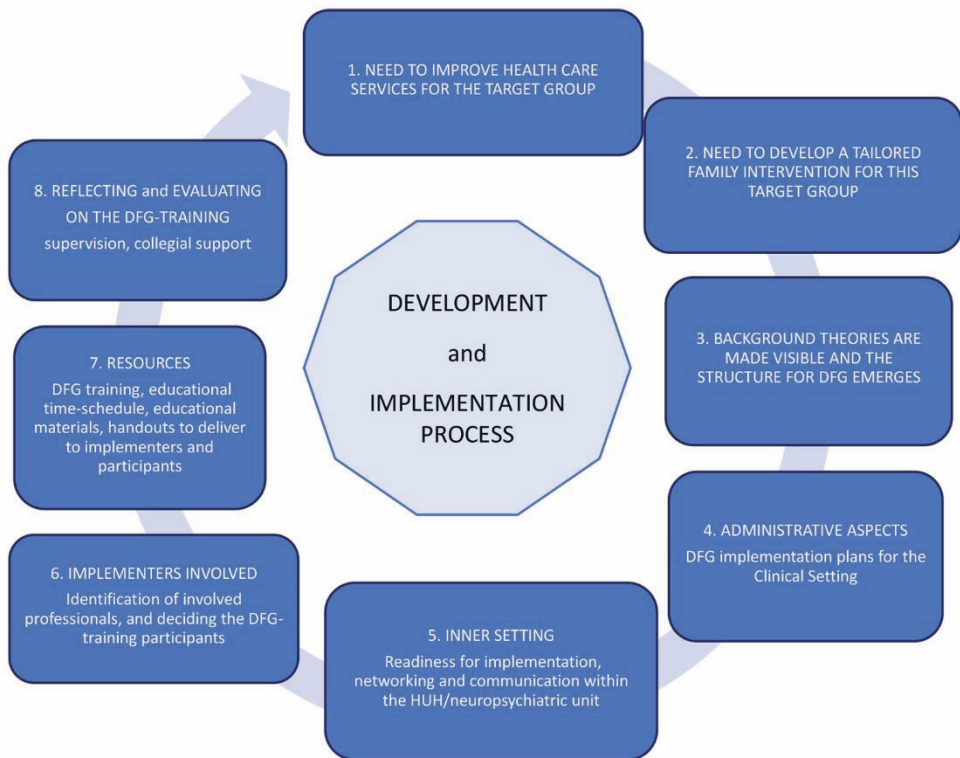 1. NEED TO IMPROVE HEALTH CARE
SERVICES FOR THE TARGET GROUP
2. NEED TO DEVELOP A TAILORED
FAMILY INTERVENTION FOR THIS
TARGET GROUP
3. BACKGROUND THEORIES ARE
MADE VISIBLE AND THE
STRUCTURE FOR DFG EMERGES
4. ADMINISTRATIVE ASPECTS
DFG implementation plans for the
Clinical Setting
5. INNER SETTING
Readiness for implementation,
networking and communication within
the HUH/neuropsychiatric unit
6. IMPLEMENTERS INVOLVED
Identification of involved
professionals, and deciding the DFG-
training participants
7. RESOURCES
DFG training, educational
time-schedule, educational
materials, handouts to deliver
to implementers and
participants
8. REFLECTING and EVALUATING
ON THE DFG-TRAINING
supervision, collegial support
DEVELOPMENT
and
IMPLEMENTATION
PROCESS